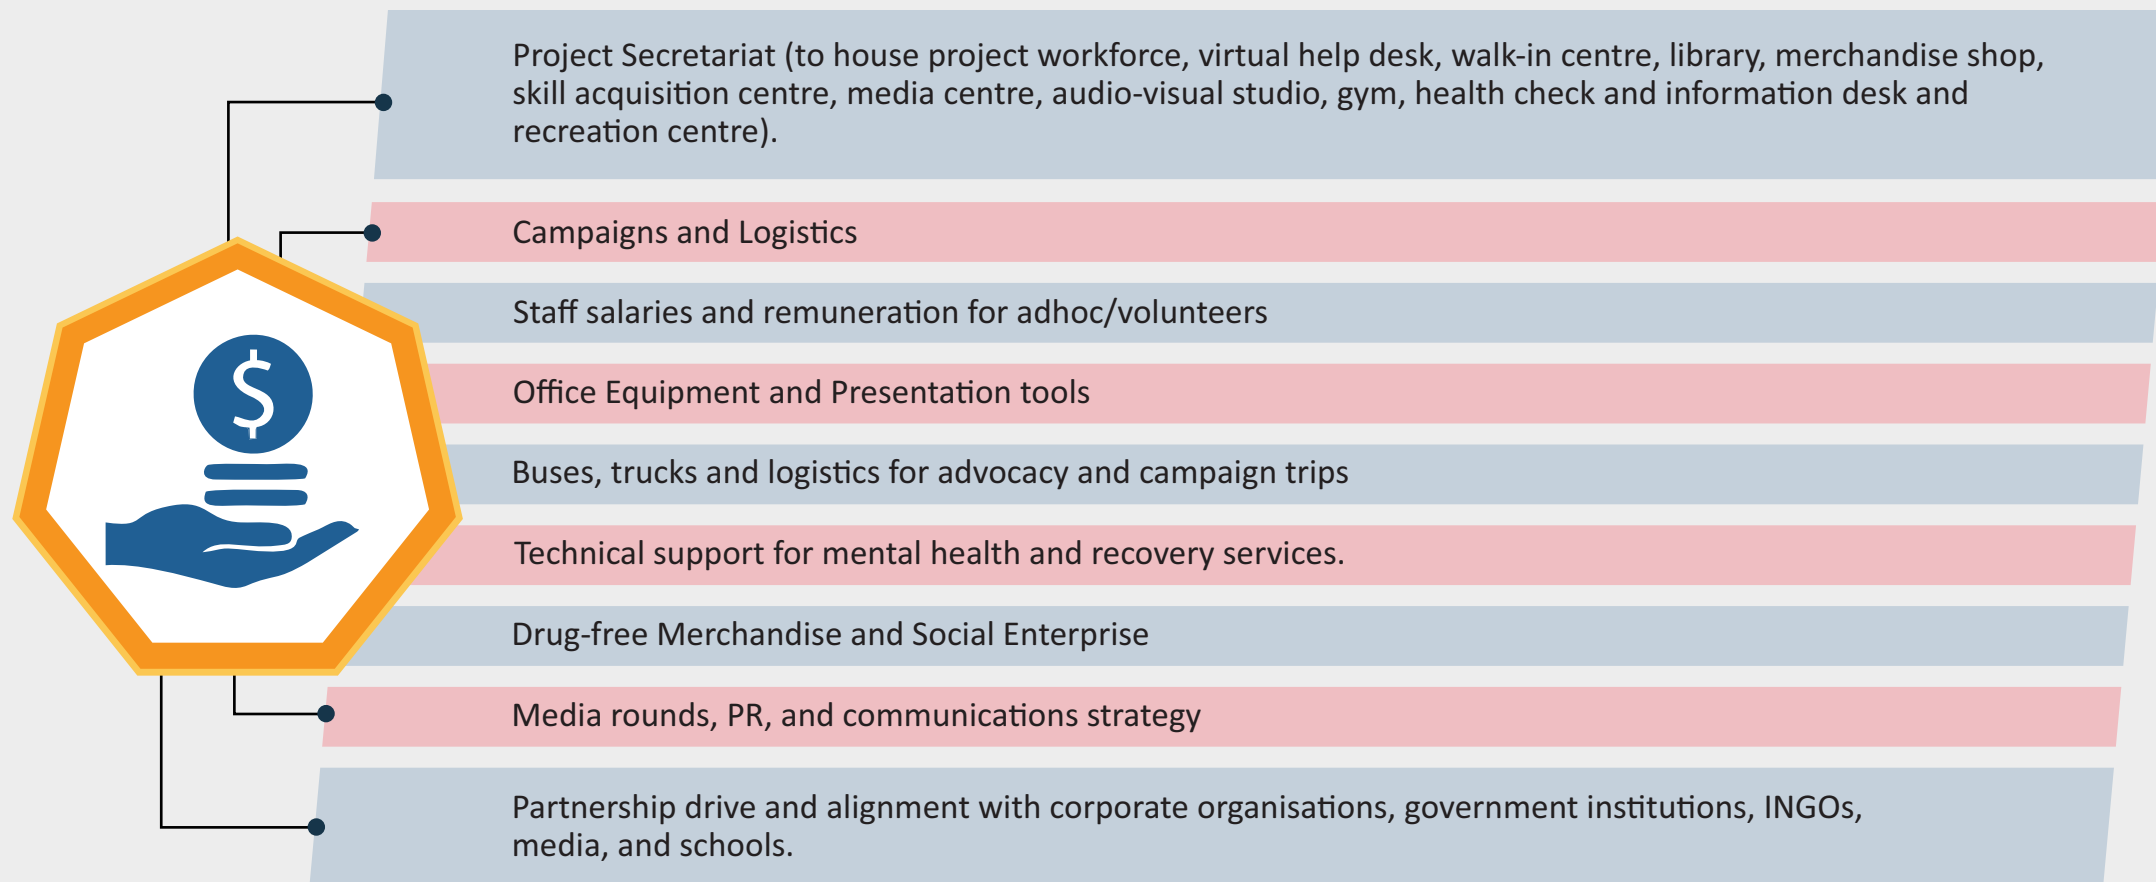 Project Secretariat (to house project workforce, virtual help desk, walk-in centre, library, merchandise shop,
skill acquisition centre, media centre, audio-visual studio, gym, health check and information desk and
recreation centre).
Campaigns and Logistics
Staff salaries and remuneration for adhoc/volunteers
Office Equipment and Presentation tools
Buses, trucks and logistics for advocacy and campaign trips
Technical support for mental health and recovery services.
Drug-free Merchandise and Social Enterprise
Media rounds, PR, and communications strategy
Partnership drive and alignment with corporate organisations, government institutions, INGOs,
media, and schools.
$